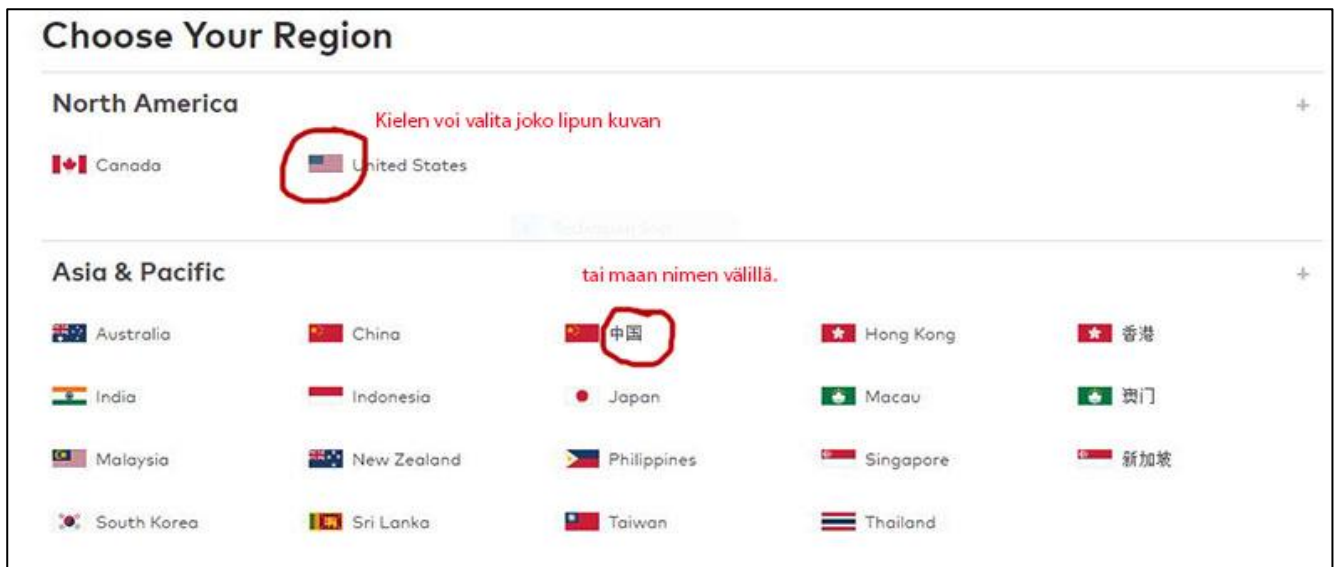 Choose Your Region
North America
+
Kielen voi valita joko lipun kuvan
Canada United States
Asia & Pacific
tai maan nimen välillä.
+
Australia China 中国 Hong Kong 香港
India Indonesia Japan Macau 澳门
Malaysia New Zealand Philippines Singapore 新加坡
South Korea Sri Lanka Taiwan Thailand